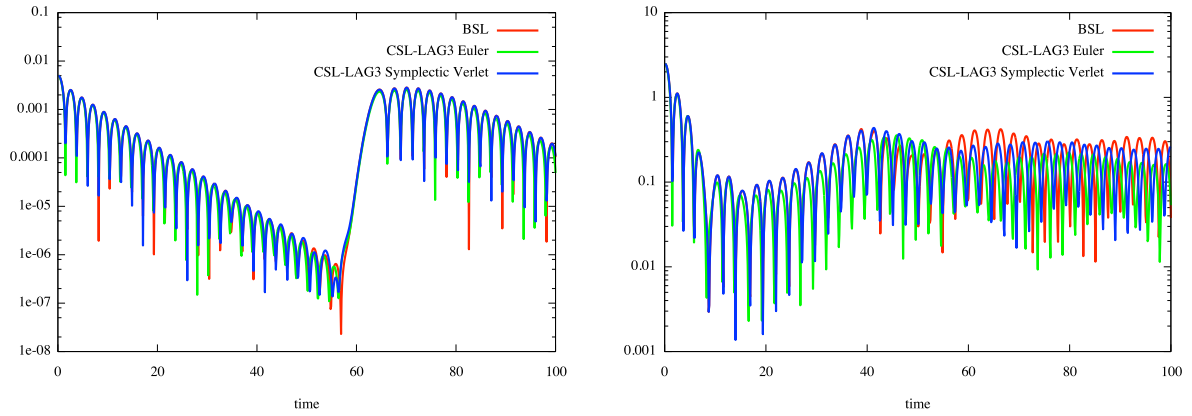 0.1
0.01
0.001
0.0001
1e-05
1e-06
1e-07
1e-08
0
20
40
60
80
100
time
BSL
CSL-LAG3 Euler
CSL-LAG3 Symplectic Verlet
10
1
0.1
0.01
0.001
0
20
40
60
80
100
time
BSL
CSL-LAG3 Euler
CSL-LAG3 Symplectic Verlet